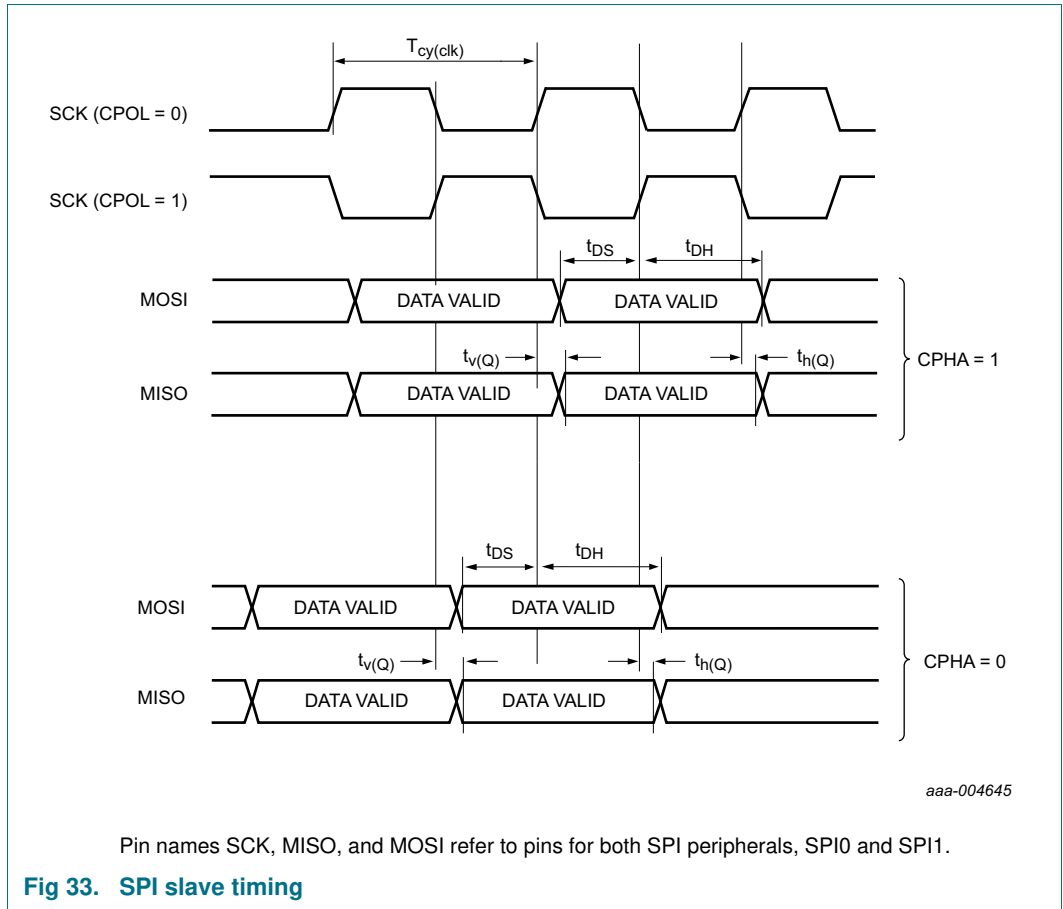 Tcy(clk)
SCK (CPOL = 0)
SCK (CPOL = 1)
tDS tDH
MOSI DATA VALID DATA VALID
tv(Q) th(Q)
CPHA = 1
MISO DATA VALID DATA VALID
tDS tDH
MOSI DATA VALID DATA VALID
tv(Q) th(Q)
CPHA = 0
MISO DATA VALID DATA VALID
aaa-004645
Pin names SCK, MISO, and MOSI refer to pins for both SPI peripherals, SPI0 and SPI1.
Fig 33. SPI slave timing